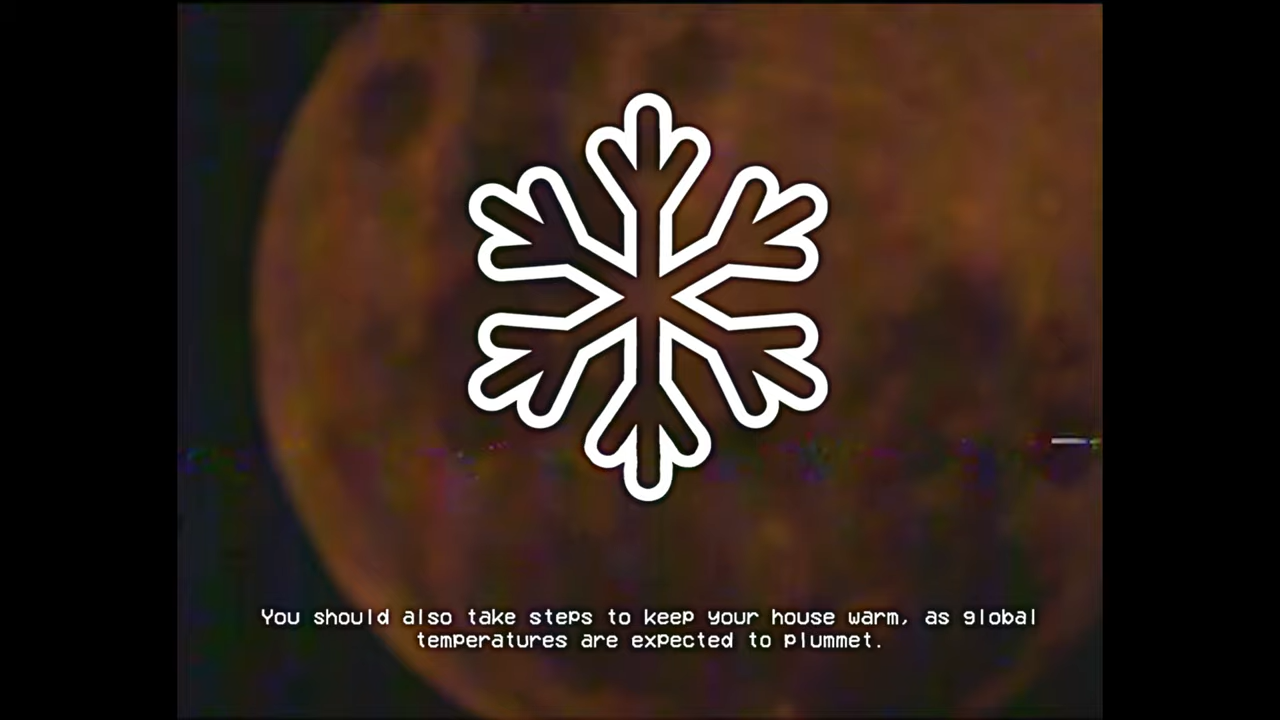 You should also take steps to keep your house warm, as global
temperatures are expected to plummet.